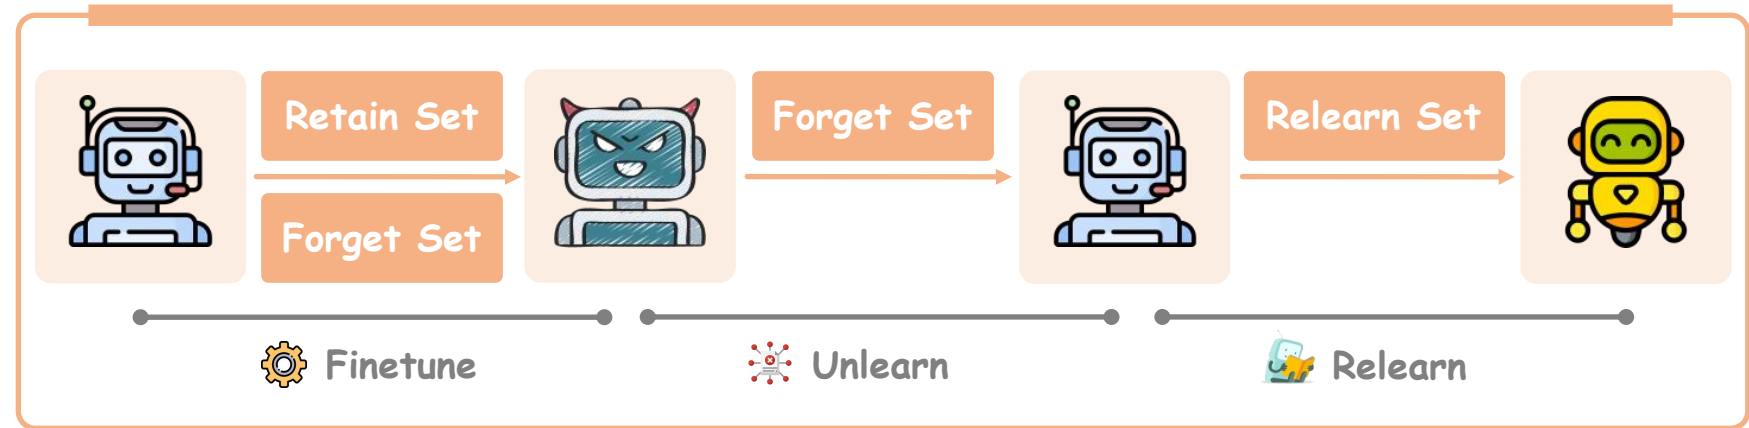 Retain Set
Forget Set
Forget Set
Relearn Set
Finetune
Unlearn
Relearn